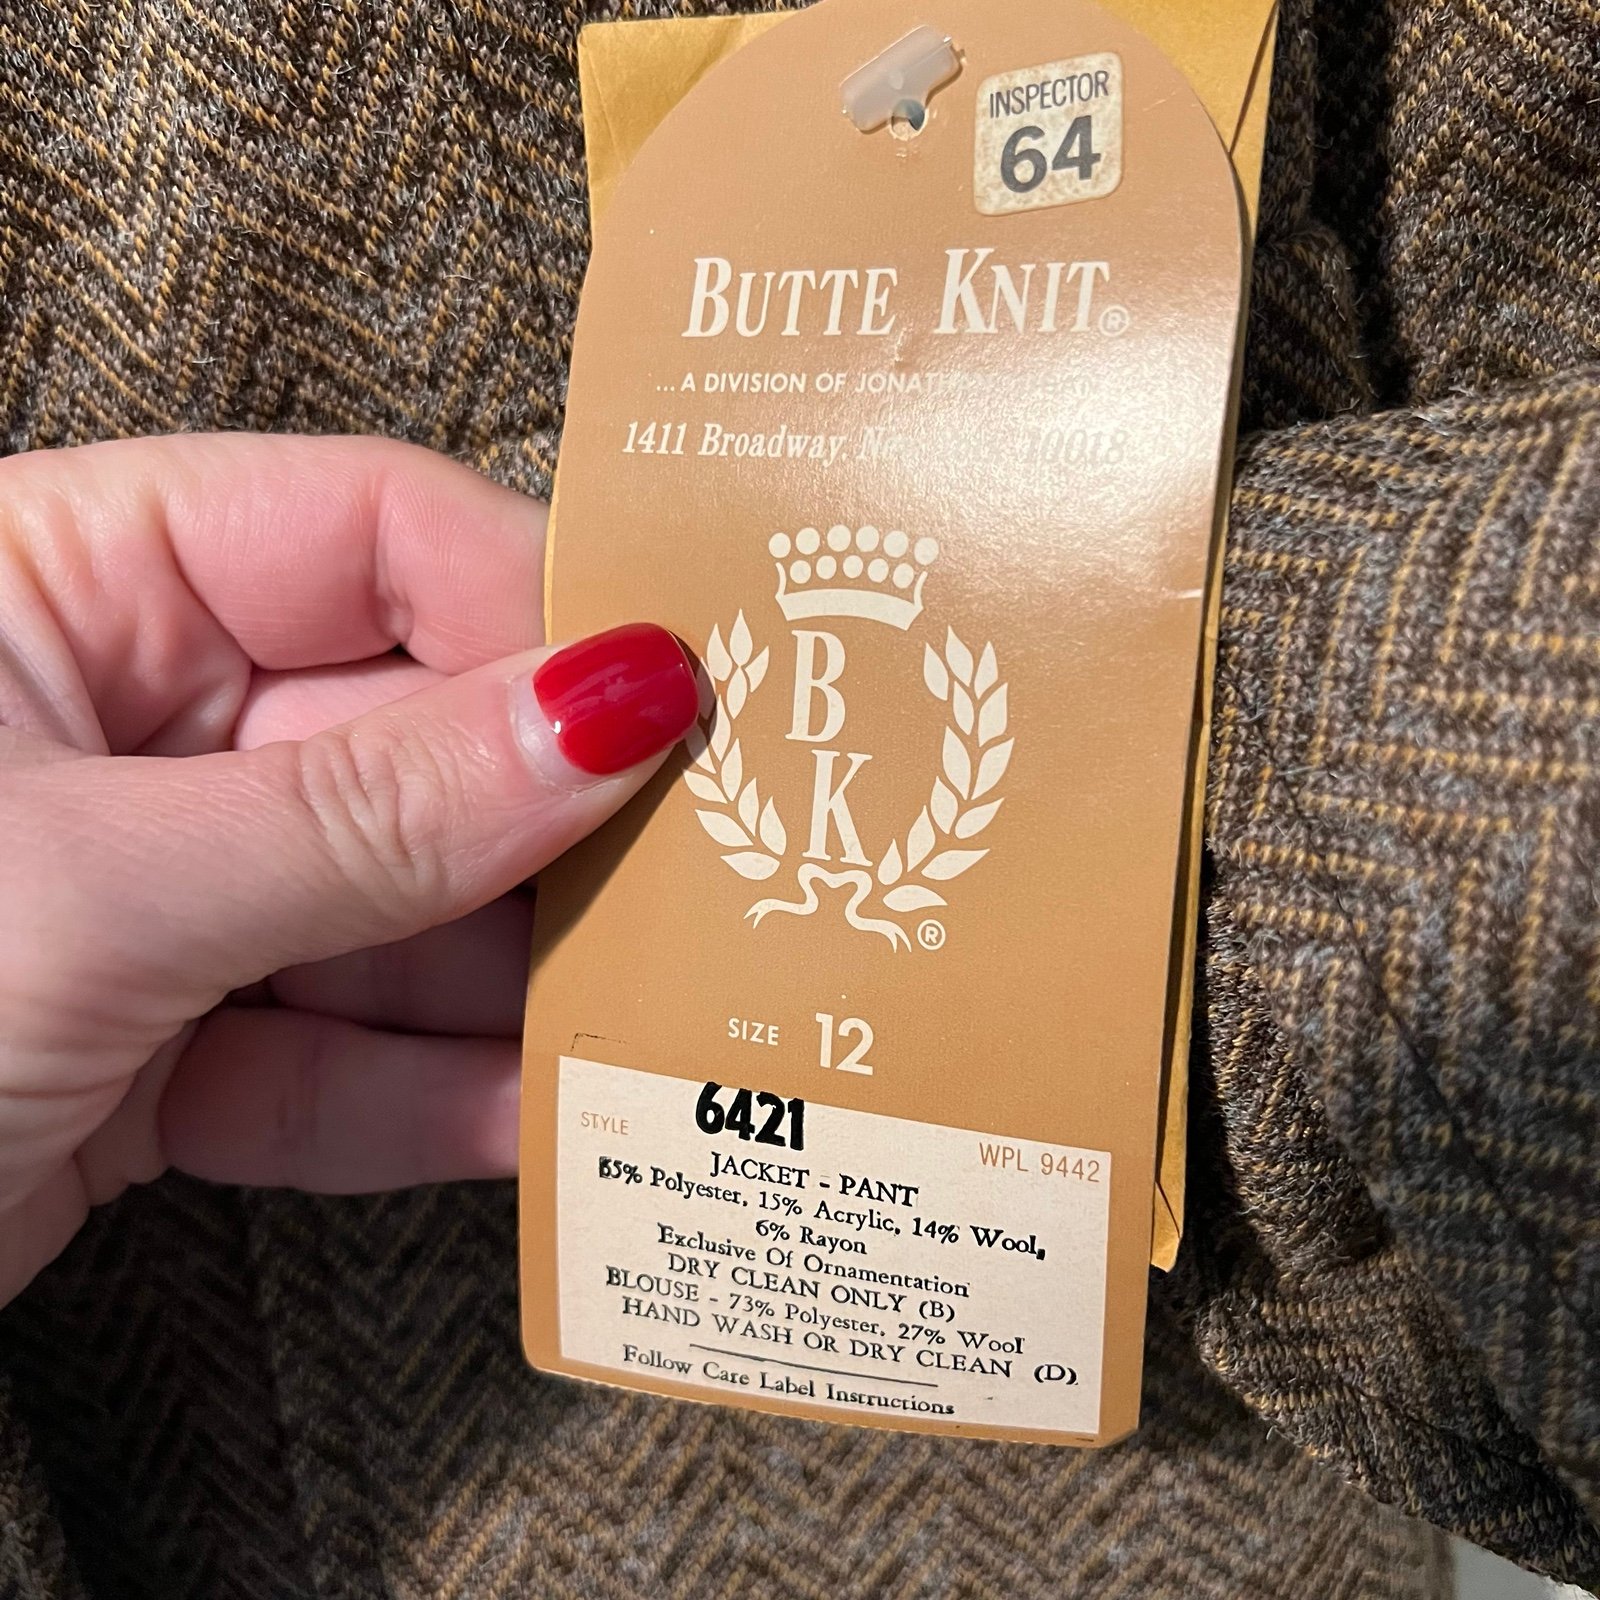 INSPECTOR
64
BUTTE KNIT®
...A DIVISION OF JONATHAN
1411 Broadway, 10018
B
K
®
SIZE 12
STYLE 6421
WPL 9442
JACKET - PANT
65% Polyester, 15% Acrylic, 14% Wool,
6% Rayon
Exclusive Of Ornamentation
DRY CLEAN ONLY (B)
BLOUSE - 73% Polyester, 27% Wool
HAND WASH OR DRY CLEAN (D)
Follow Care Label Instructions